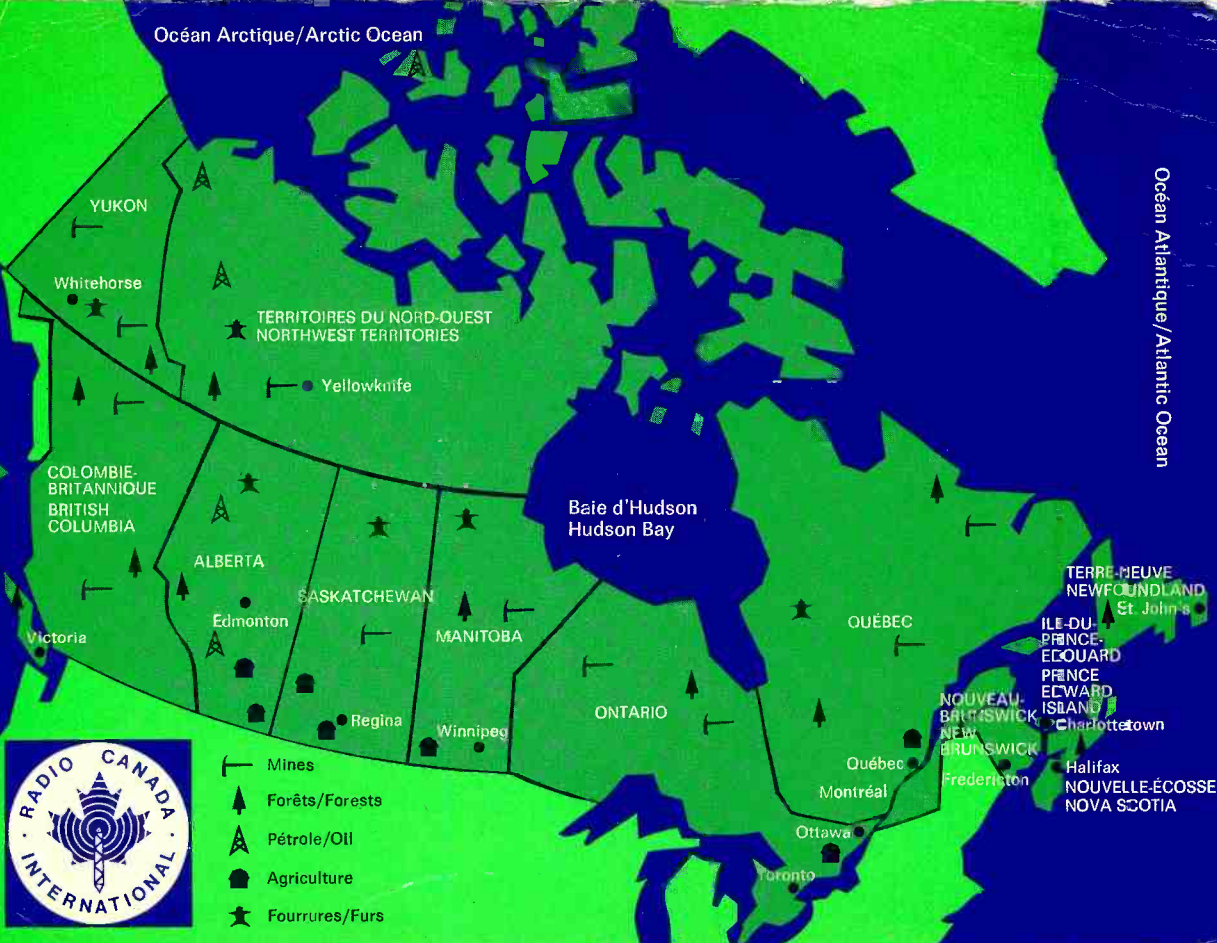 Océan Arctique/Arctic Ocean
Océan Atlantique/Atlantic Ocean
YUKON
Whitehorse
TERRITOIRES DU NORD-OUEST
NORTHWEST TERRITORIES
Yellowknife
COLOMBIE-
BRITANNIQUE
BRITISH
COLUMBIA
Victoria
ALBERTA
Edmonton
SASKATCHEWAN
Regina
MANITOBA
Winnipeg
Baie d'Hudson
Hudson Bay
ONTARIO
Ottawa
Toronto
QUÉBEC
Québec
Montréal
TERRE-NEUVE
NEWFOUNDLAND
St. John's
ILE-DU-
PRINCE-
EDOUARD
PRINCE
EDWARD
ISLAND
Charlottetown
NOUVEAU-
BRUNSWICK
NEW
BRUNSWICK
Fredericton
Halifax
NOUVELLE-ÉCOSSE
NOVA SCOTIA
RADIO CANADA
INTERNATIONAL
Mines
Forêts/Forests
Pétrole/Oil
Agriculture
Fourrures/Furs